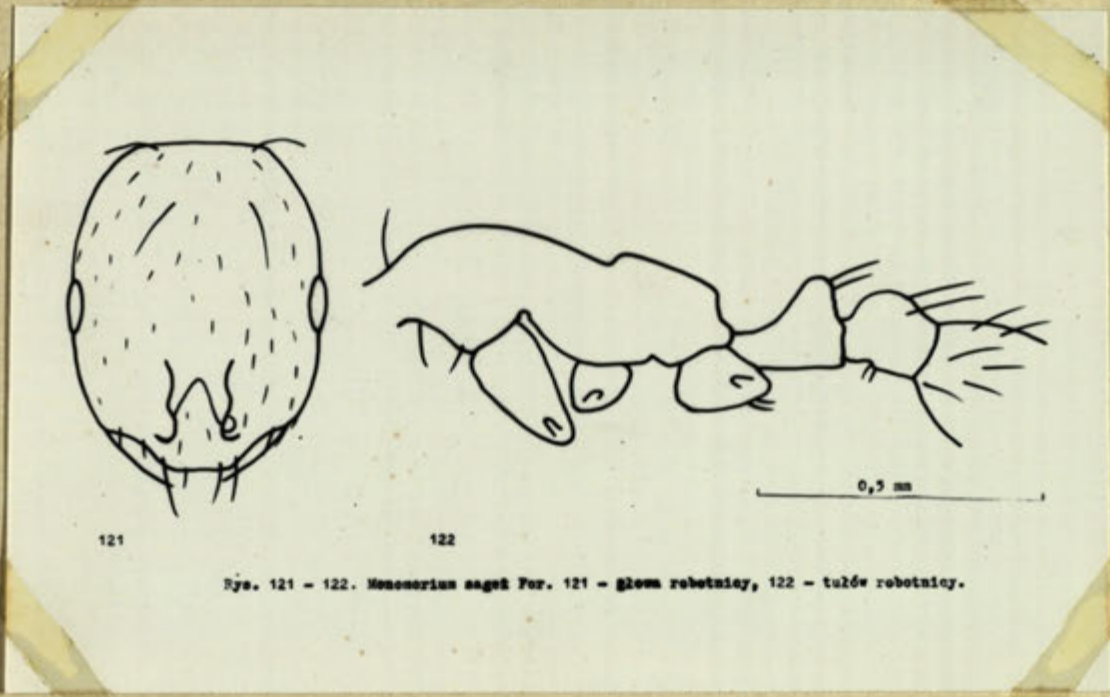 0,5 mm
121
122
Rys. 121 - 122. Monomorium sagei For. 121 - głowa robotnicy, 122 - tułów robotnicy.